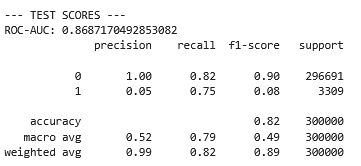 --- TEST SCORES ---
ROC-AUC: 0.8687170492853082
precision recall f1-score support
0 1.00 0.82 0.90 296691
1 0.05 0.75 0.08 3309
accuracy 0.82 300000
macro avg 0.52 0.79 0.49 300000
weighted avg 0.99 0.82 0.89 300000